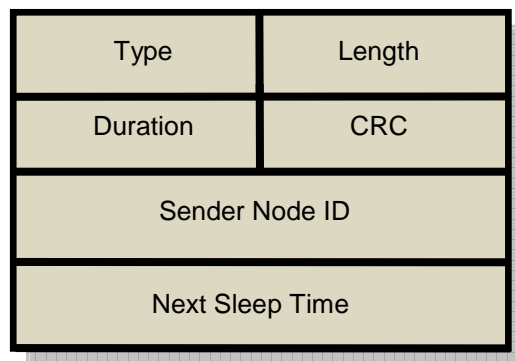 Type Length
Duration CRC
Sender Node ID
Next Sleep Time